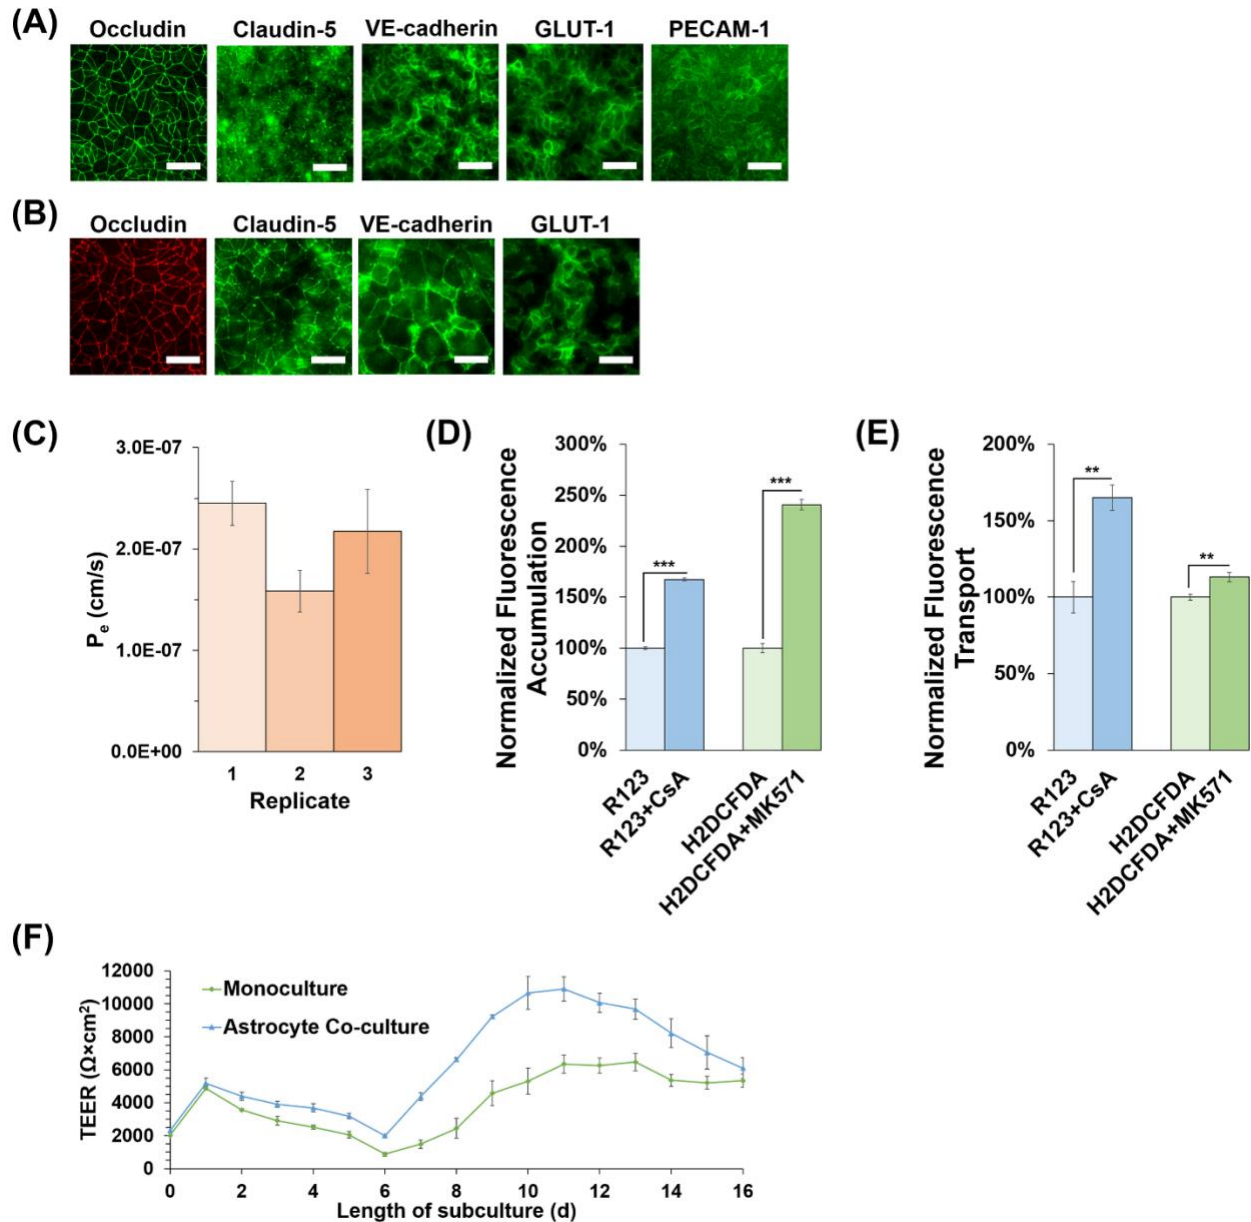 (A)
Occludin Claudin-5 VE-cadherin GLUT-1 PECAM-1
(B)
Occludin Claudin-5 VE-cadherin GLUT-1
(C)
3.0E-07
2.0E-07
1.0E-07
0.0E+00
Pₑ (cm/s)
1 2 3
Replicate
(D)
300%
250%
200%
150%
100%
50%
0%
Normalized Fluorescence
Accumulation
***
***
R123
R123+CsA
H2DCFDA
H2DCFDA+MK571
(E)
200%
150%
100%
50%
0%
Normalized Fluorescence
Transport
**
**
R123
R123+CsA
H2DCFDA
H2DCFDA+MK571
(F)
12000
10000
8000
6000
4000
2000
0
TEER (Ω×cm²)
Monoculture
Astrocyte Co-culture
0 2 4 6 8 10 12 14 16
Length of subculture (d)